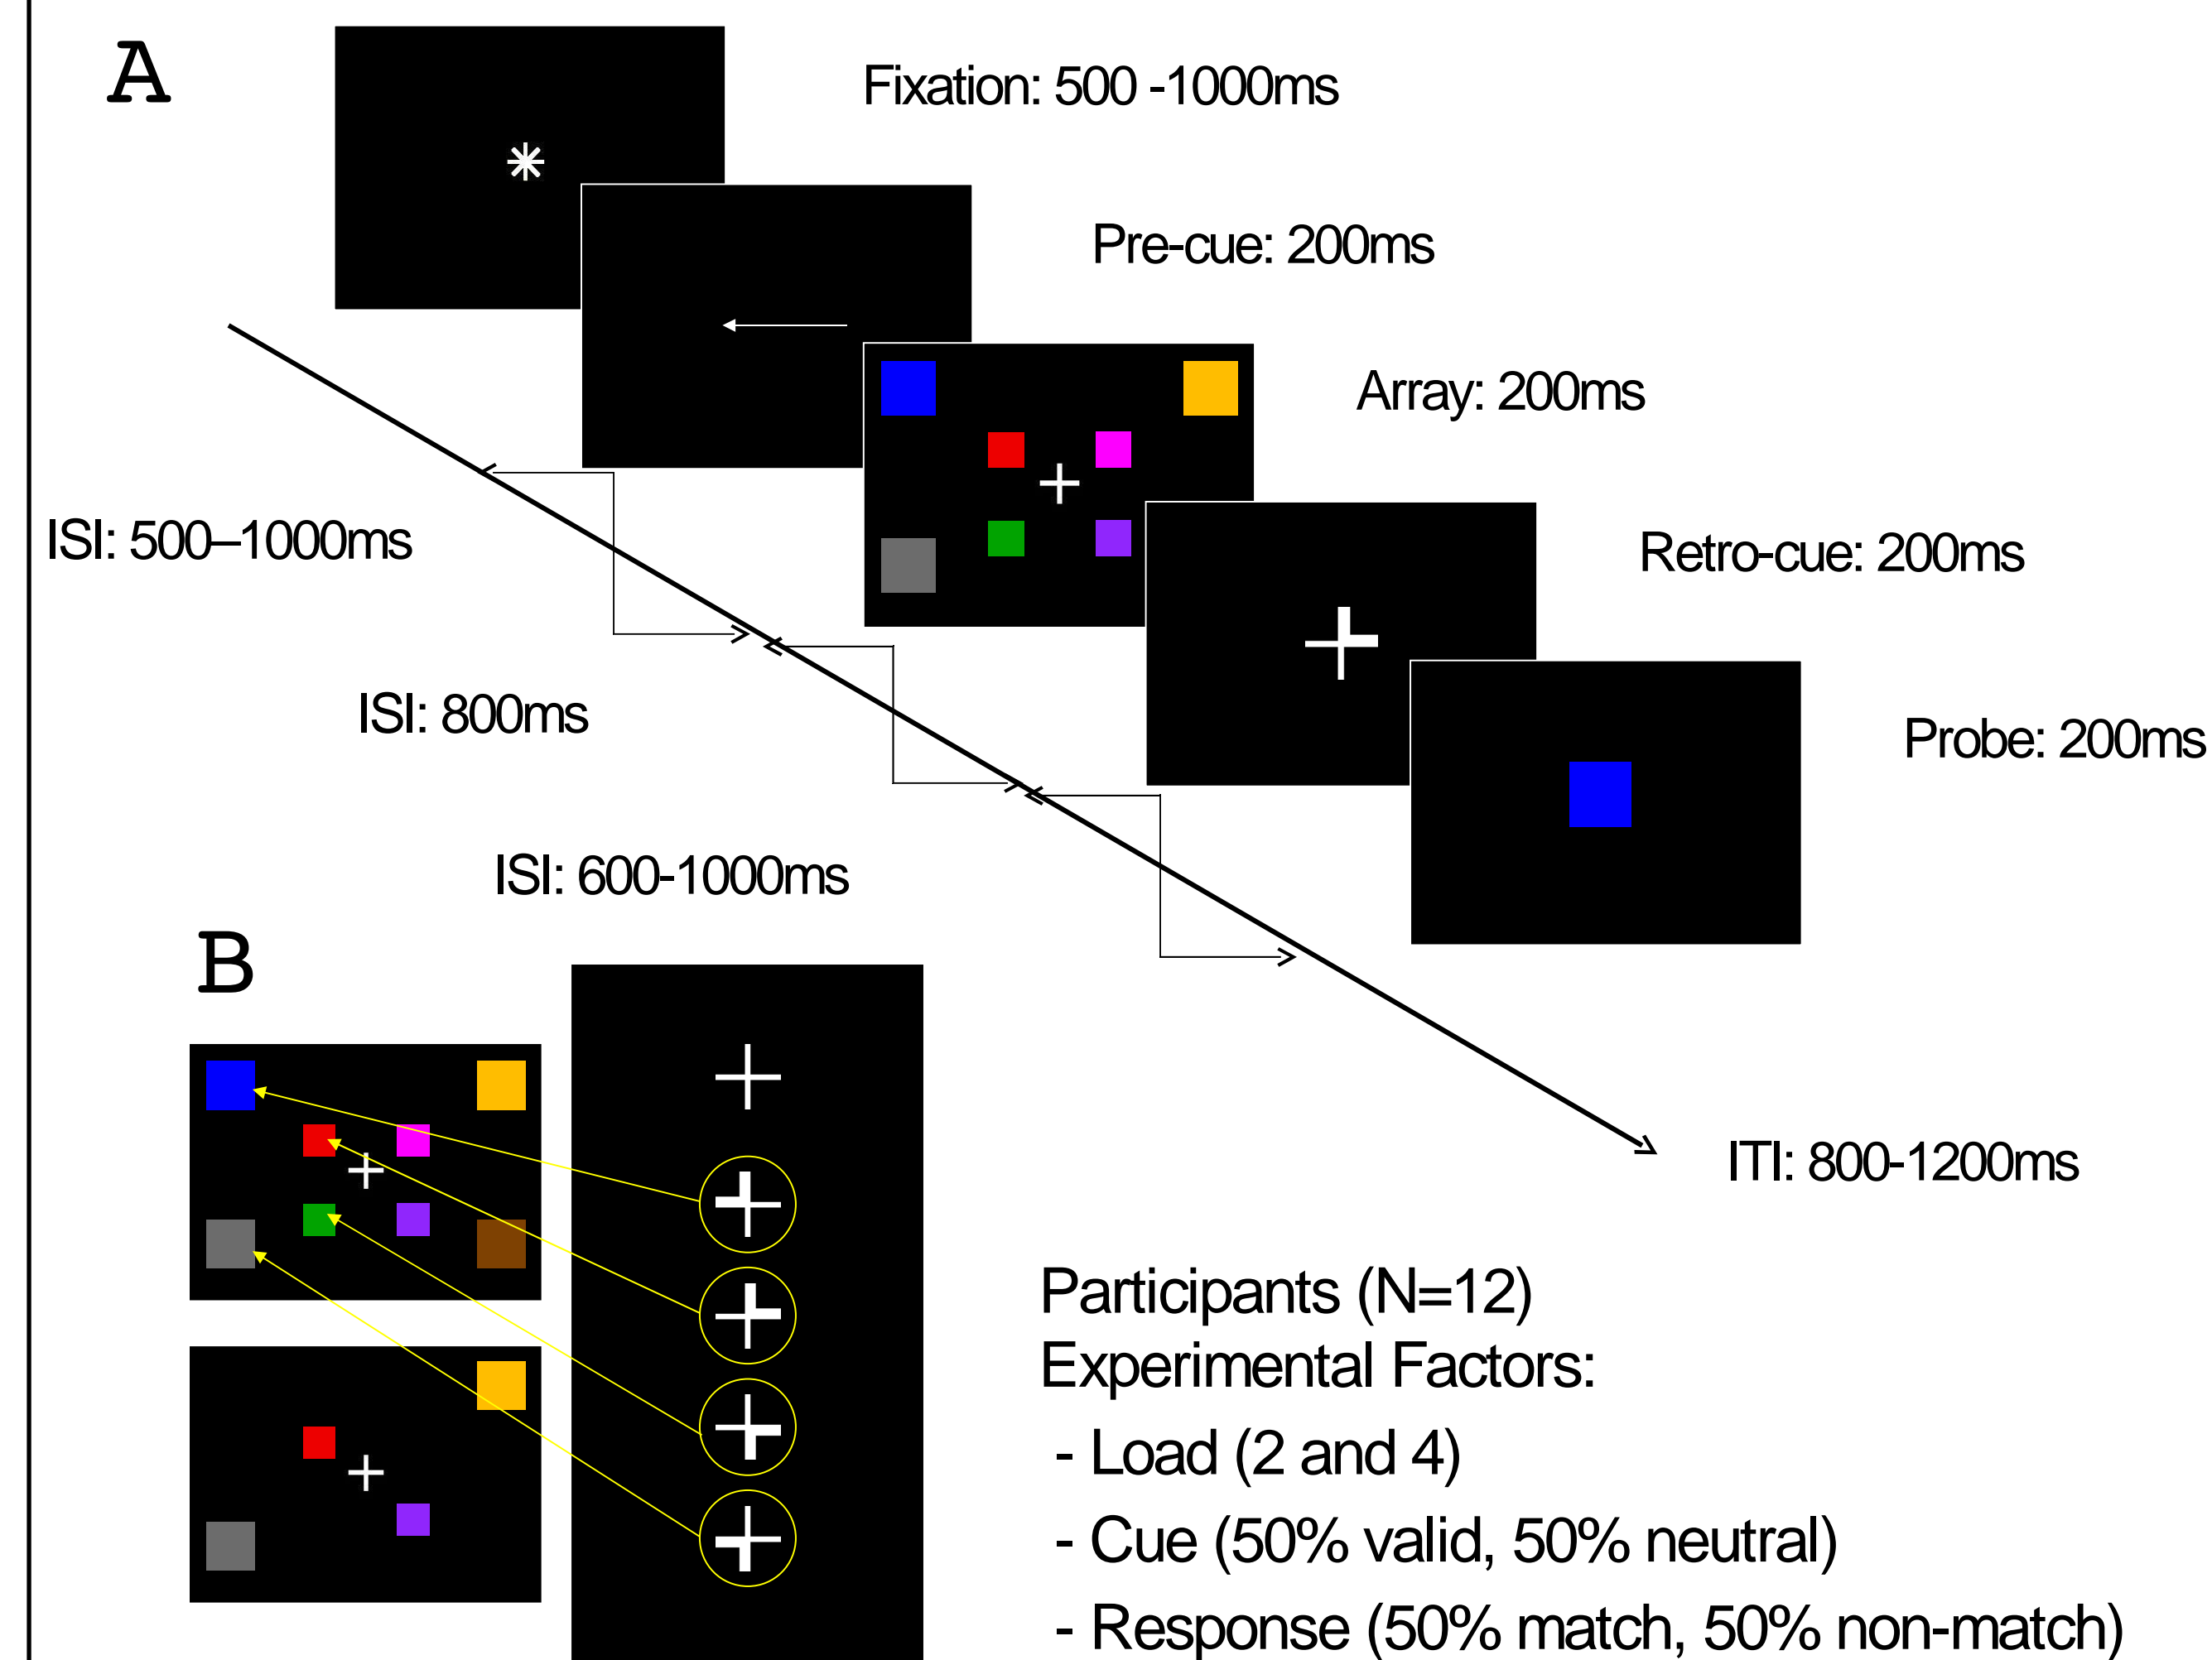 A
Fixation: 500 -1000ms
Pre-cue: 200ms
Array: 200ms
Retro-cue: 200ms
Probe: 200ms
ISI: 500–1000ms
ISI: 800ms
ISI: 600-1000ms
ITI: 800-1200ms
B
Participants (N=12)
Experimental Factors:
- Load (2 and 4)
- Cue (50% valid, 50% neutral)
- Response (50% match, 50% non-match)